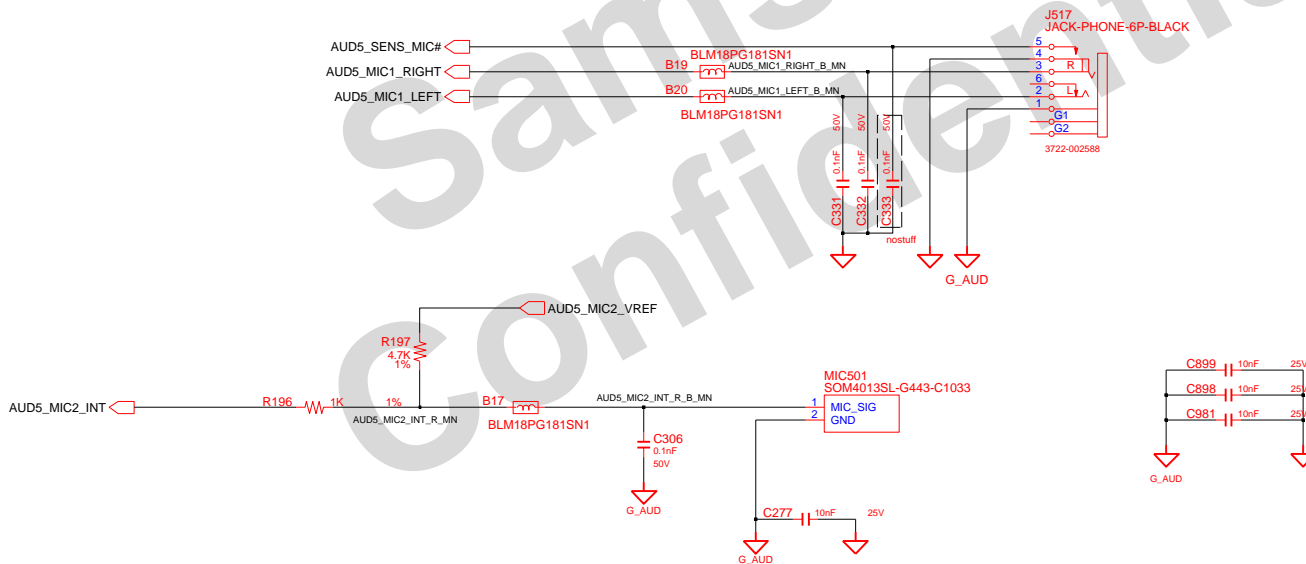 Samsung
Confidential
J517
JACK-PHONE-6P-BLACK
AUD5_SENS_MIC#
5
BLM18PG181SN1
4
AUD5_MIC1_RIGHT
B19
AUD5_MIC1_RIGHT_B_MN
3
R
6
AUD5_MIC1_LEFT
B20
AUD5_MIC1_LEFT_B_MN
2
L
1
BLM18PG181SN1
G1
G2
3722-002588
50V
50V
50V
0.1nF
0.1nF
0.1nF
C331
C332
C333
nostuff
G_AUD
AUD5_MIC2_VREF
R197
4.7K
1%
MIC501
SOM4013SL-G443-C1033
AUD5_MIC2_INT
R196
1K
1%
AUD5_MIC2_INT_R_MN
B17
BLM18PG181SN1
AUD5_MIC2_INT_R_B_MN
1
MIC_SIG
2
GND
C306
0.1nF
50V
G_AUD
C277
10nF
25V
G_AUD
C899
10nF
25V
C898
10nF
25V
C981
10nF
25V
G_AUD